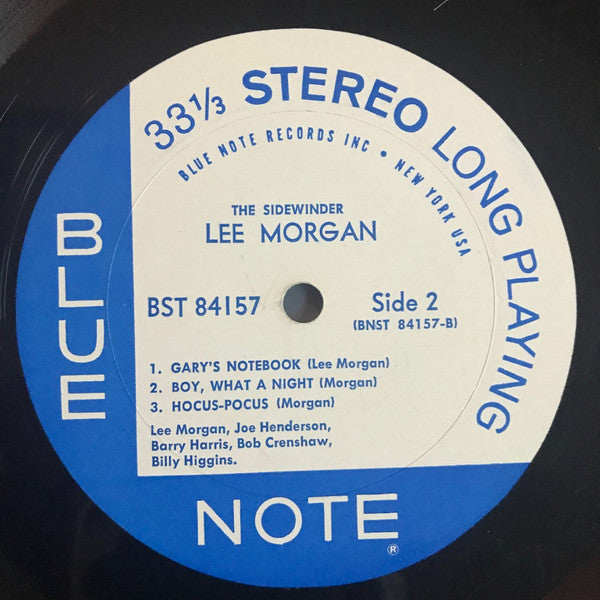 33⅓ STEREO LONG PLAYING
BLUE NOTE RECORDS INC • NEW YORK USA
THE SIDEWINDER
LEE MORGAN
BST 84157
Side 2
(BNST 84157-B)
1. GARY'S NOTEBOOK (Lee Morgan)
2. BOY, WHAT A NIGHT (Morgan)
3. HOCUS-POCUS (Morgan)
Lee Morgan, Joe Henderson,
Barry Harris, Bob Crenshaw,
Billy Higgins.
BLUE
NOTE®